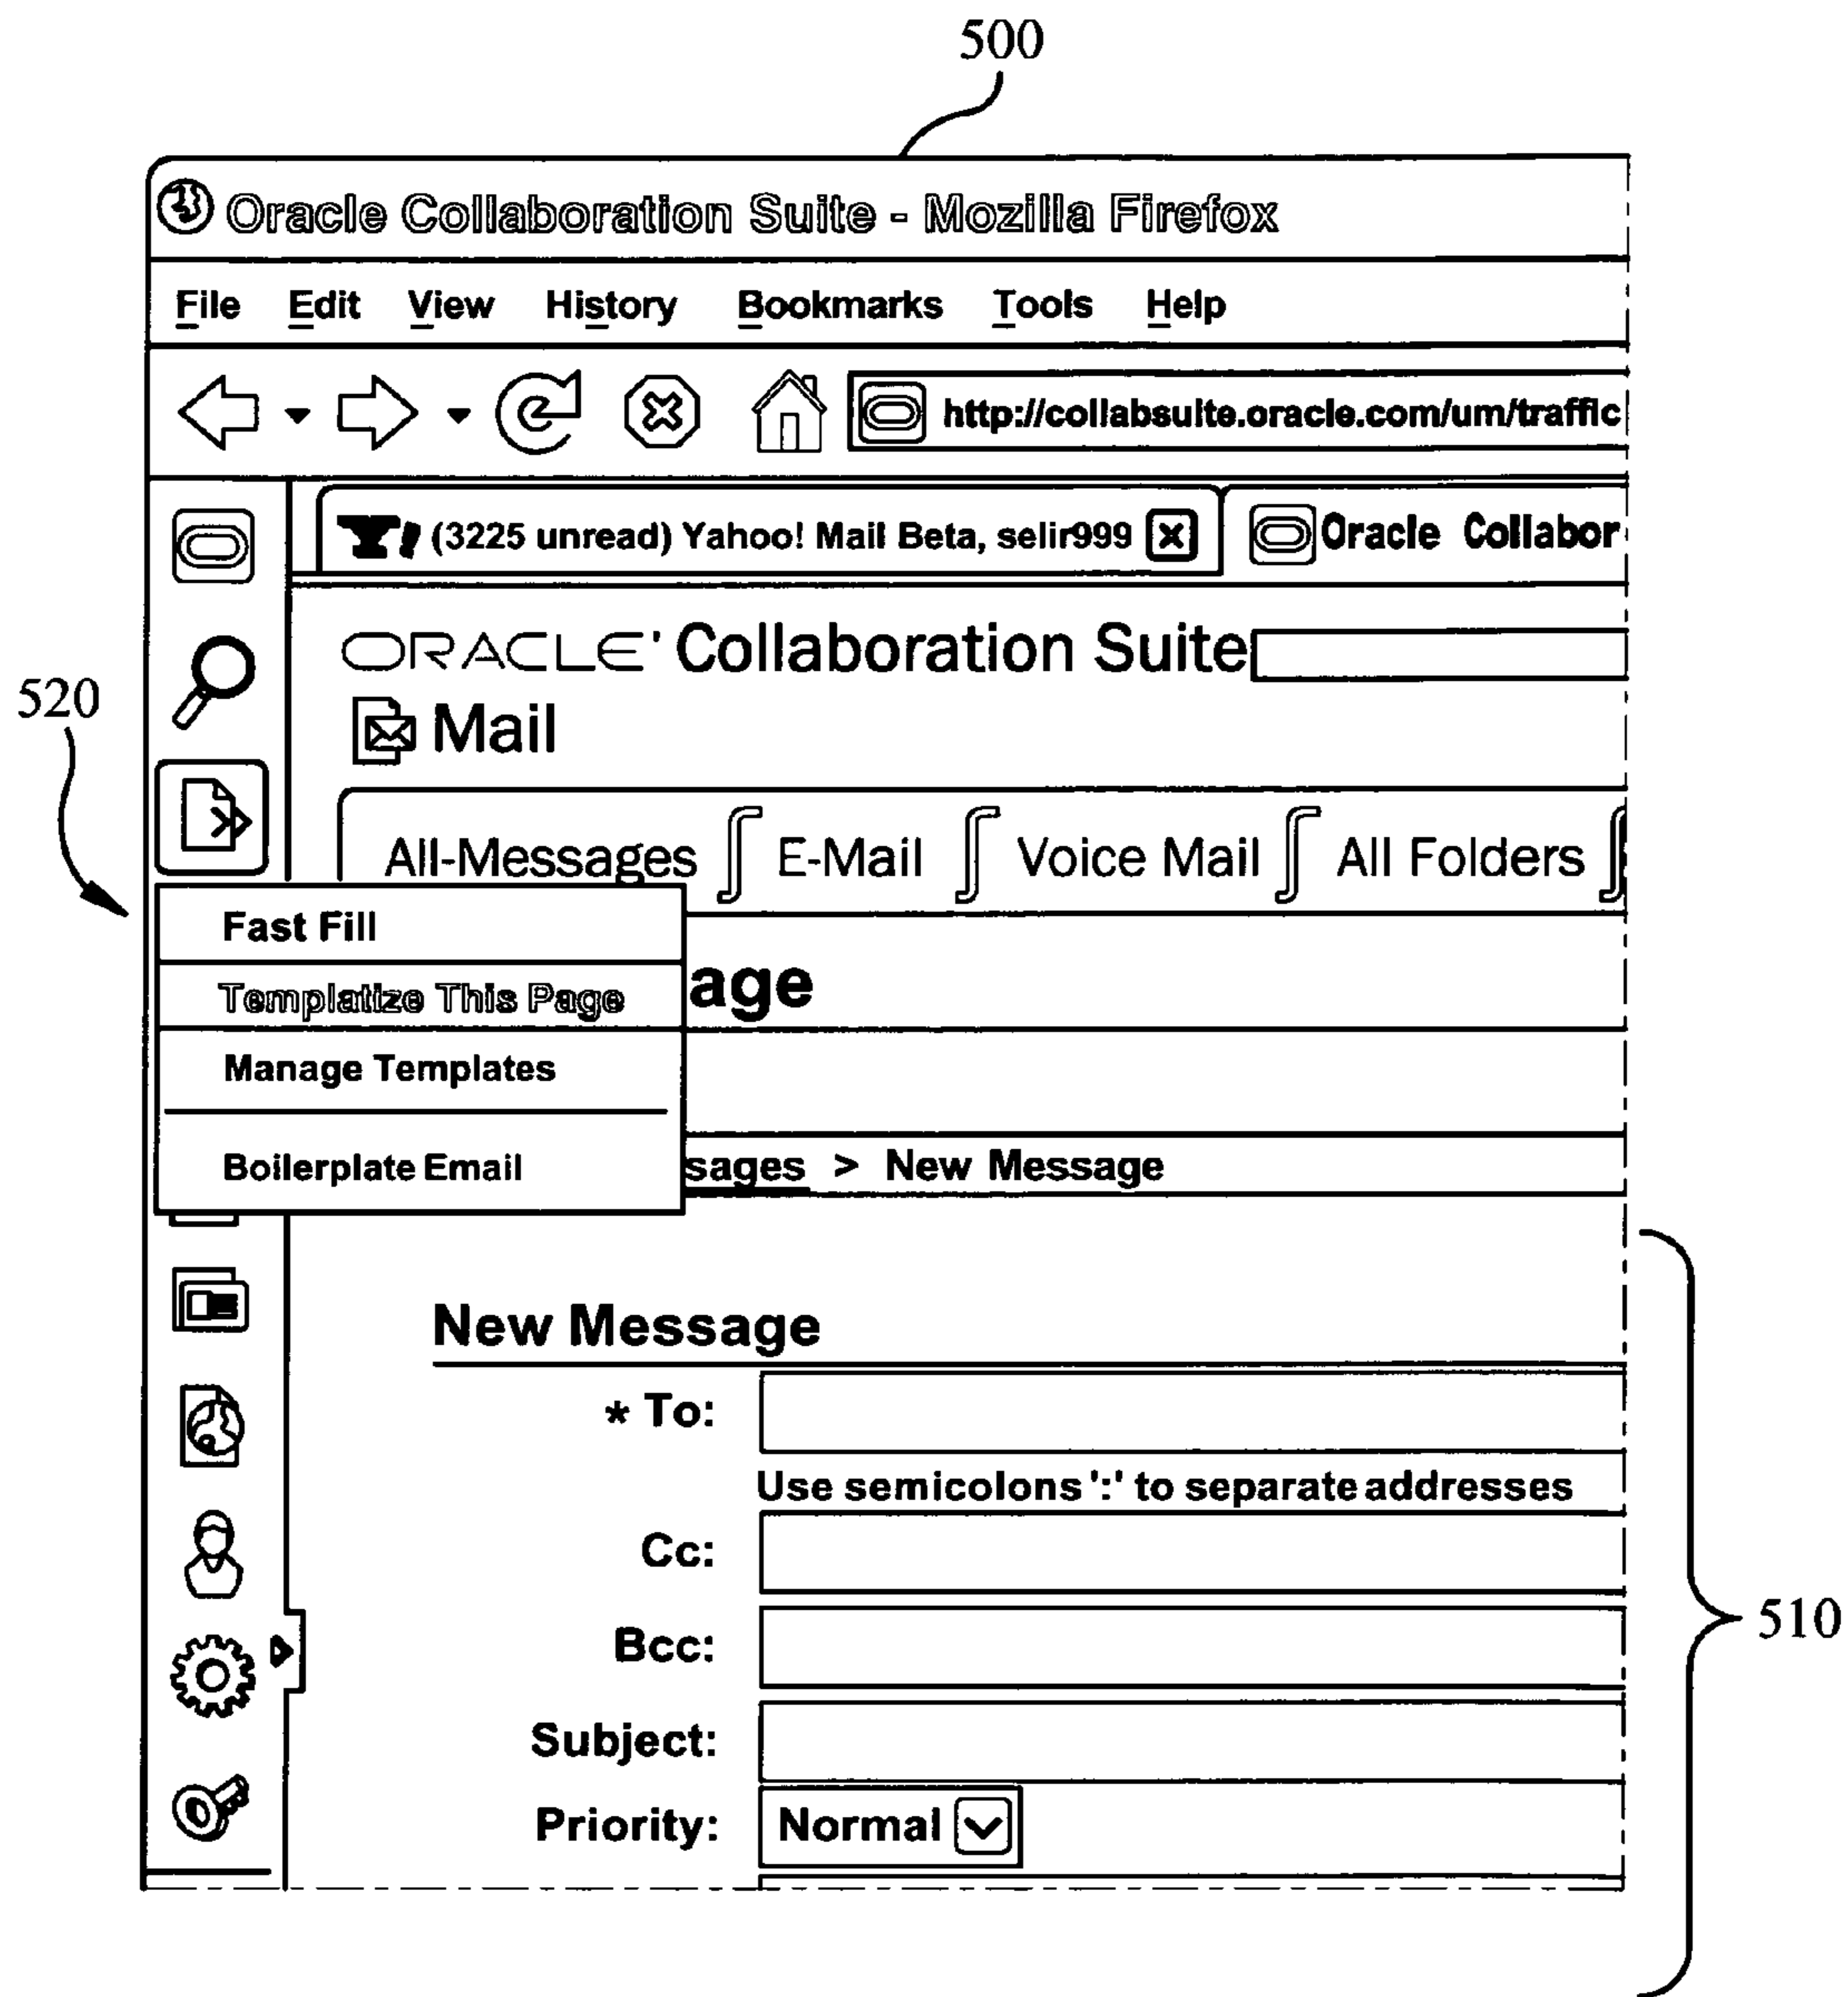 500
Oracle Collaboration Suite - Mozilla Firefox
File Edit View History Bookmarks Tools Help
http://collabsuite.oracle.com/um/traffic
(3225 unread) Yahoo! Mail Beta, selir999 Oracle Collabor
ORACLE' Collaboration Suite
520
Mail
All-Messages E-Mail Voice Mail All Folders
Fast Fill
Templatize This Page age
Manage Templates
Boilerplate Email sages > New Message
New Message
* To:
Use semicolons ':' to separate addresses
Cc:
Bcc:
510
Subject:
Priority: Normal